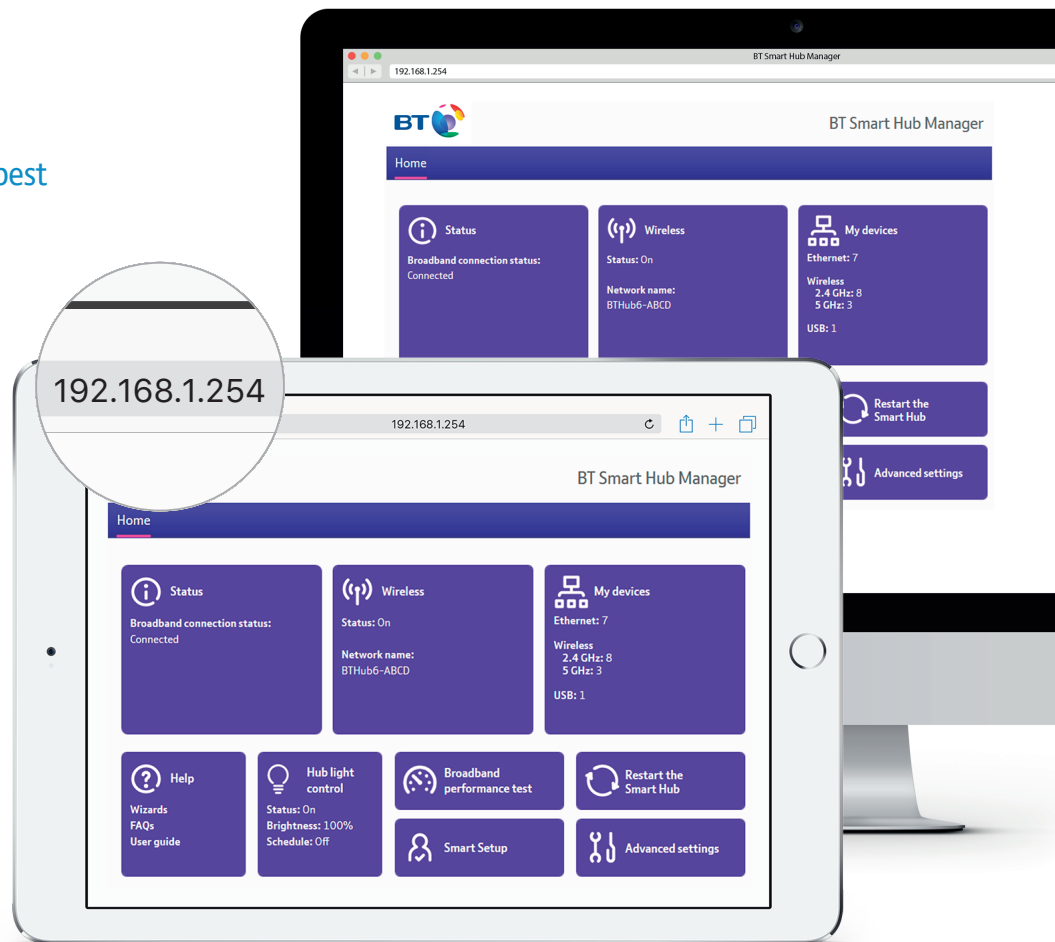 BT Smart Hub Manager
192.168.1.254
BT
BT Smart Hub Manager
Home
Status
Broadband connection status:
Connected
Wireless
Status: On
Network name:
BTHub6-ABCD
My devices
Ethernet: 7
Wireless
2.4 GHz: 8
5 GHz: 3
USB: 1
Restart the
Smart Hub
Advanced settings
192.168.1.254
192.168.1.254
BT Smart Hub Manager
Home
Status
Broadband connection status:
Connected
Wireless
Status: On
Network name:
BTHub6-ABCD
My devices
Ethernet: 7
Wireless
2.4 GHz: 8
5 GHz: 3
USB: 1
Help
Wizards
FAQs
User guide
Hub light
control
Status: On
Brightness: 100%
Schedule: Off
Broadband
performance test
Smart Setup
Restart the
Smart Hub
Advanced settings